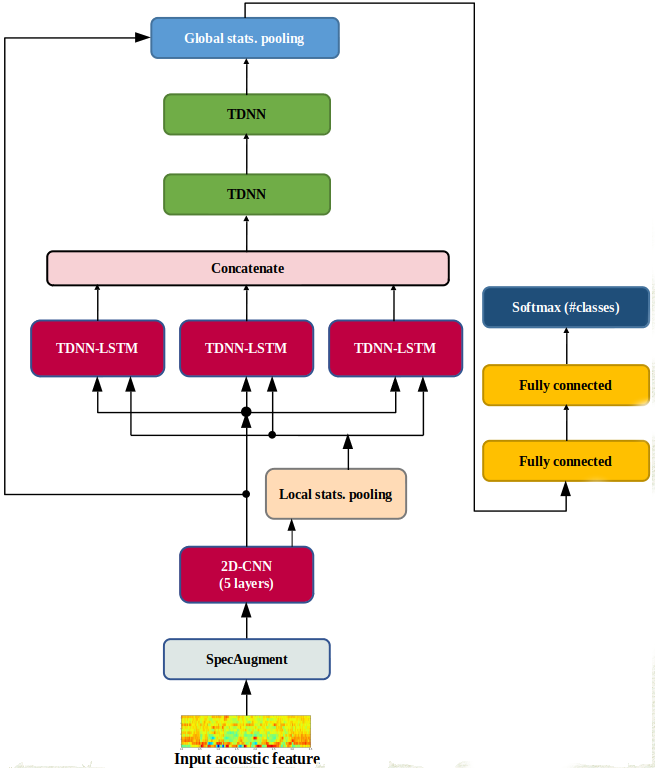 Global stats. pooling
TDNN
TDNN
Concatenate
TDNN-LSTM
TDNN-LSTM
TDNN-LSTM
Softmax (#classes)
Fully connected
Fully connected
Local stats. pooling
2D-CNN
(5 layers)
SpecAugment
Input acoustic feature